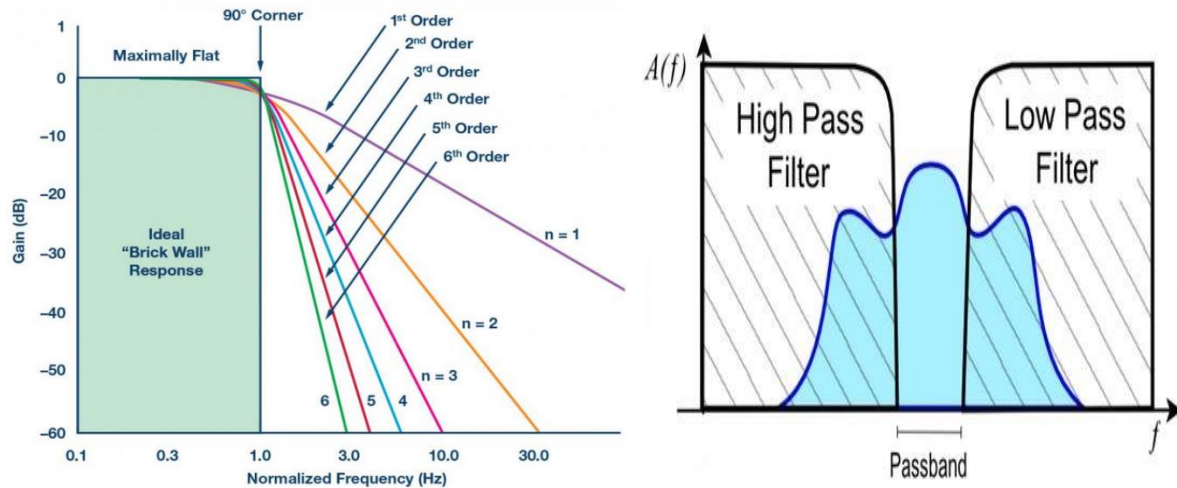 90° Corner
Maximally Flat
1st Order
2nd Order
3rd Order
4th Order
5th Order
6th Order
Gain (dB)
1
0
–10
–20
–30
–40
–50
–60
Ideal
"Brick Wall"
Response
n = 1
n = 2
n = 3
6
5
4
0.1
0.3
1.0
3.0
10.0
30.0
Normalized Frequency (Hz)
A(f)
High Pass
Filter
Low Pass
Filter
f
Passband